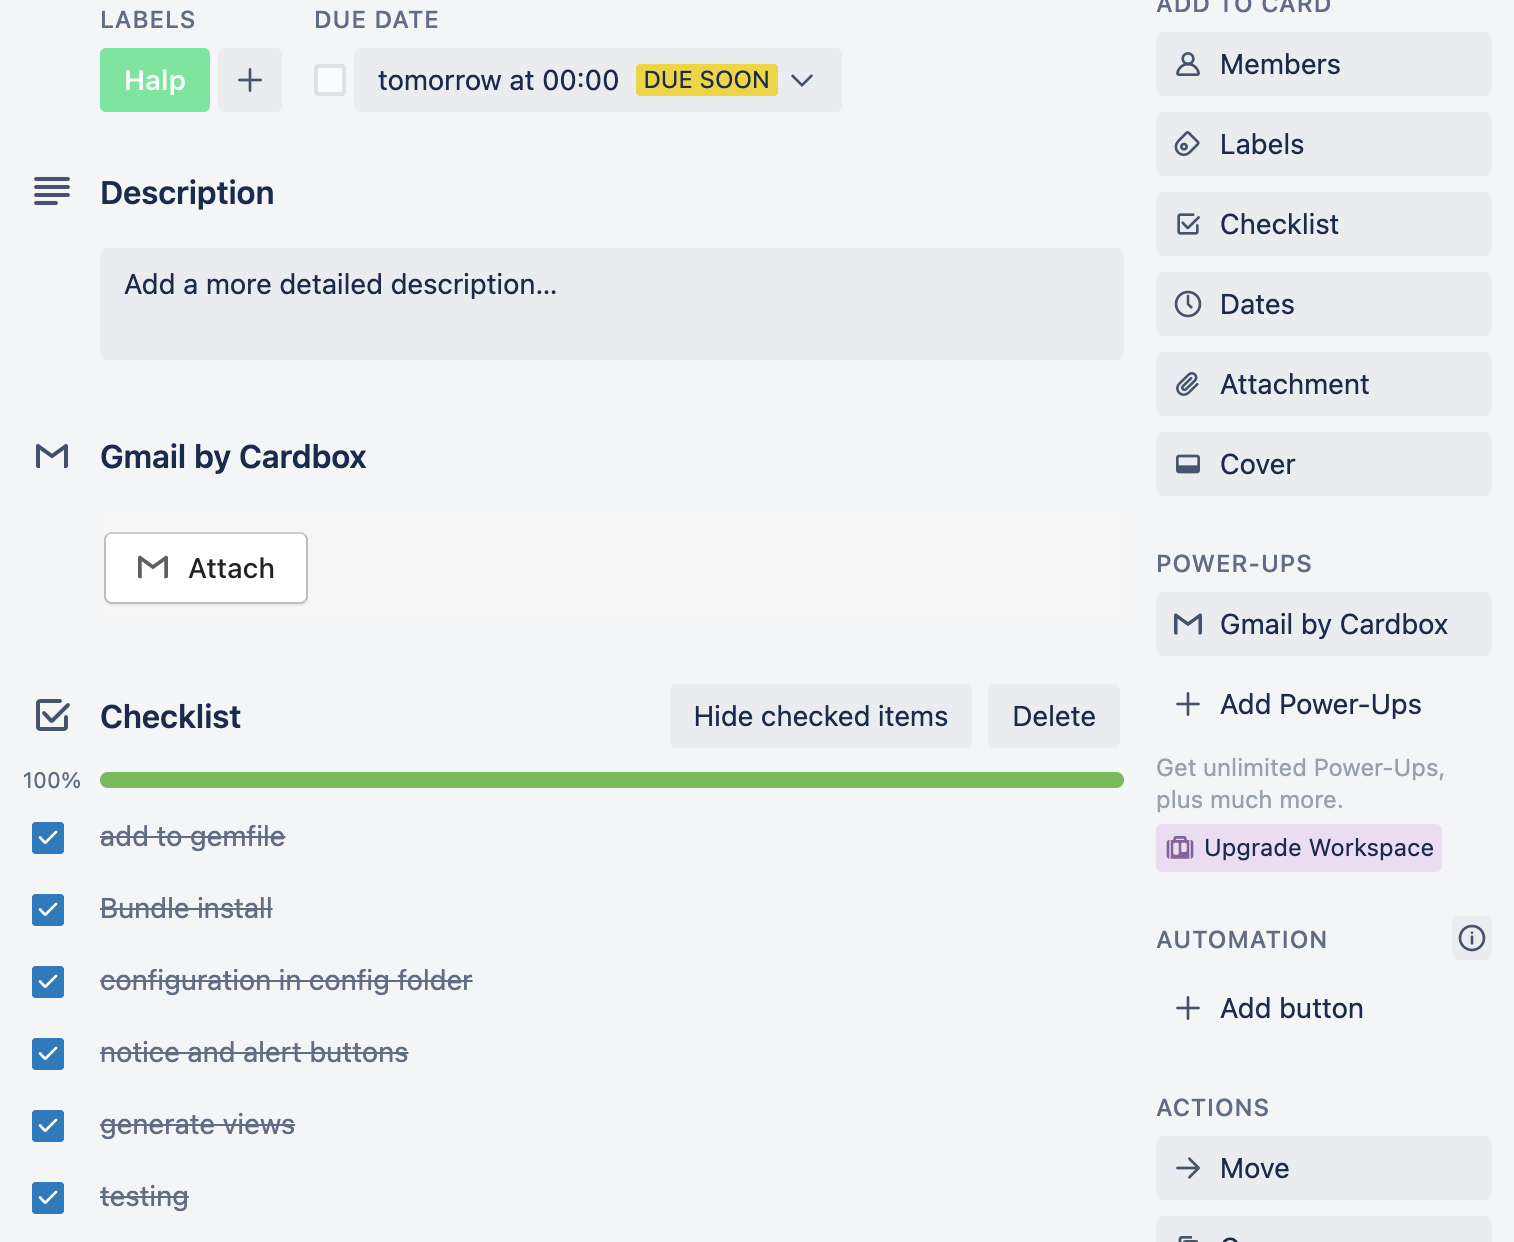 LABELS
DUE DATE
Halp
tomorrow at 00:00 DUE SOON
Description
Add a more detailed description...
Gmail by Cardbox
Attach
Checklist
Hide checked items
Delete
100%
add to gemfile
Bundle install
configuration in config folder
notice and alert buttons
generate views
testing
ADD TO CARD
Members
Labels
Checklist
Dates
Attachment
Cover
POWER-UPS
Gmail by Cardbox
Add Power-Ups
Get unlimited Power-Ups,
plus much more.
Upgrade Workspace
AUTOMATION
Add button
ACTIONS
Move